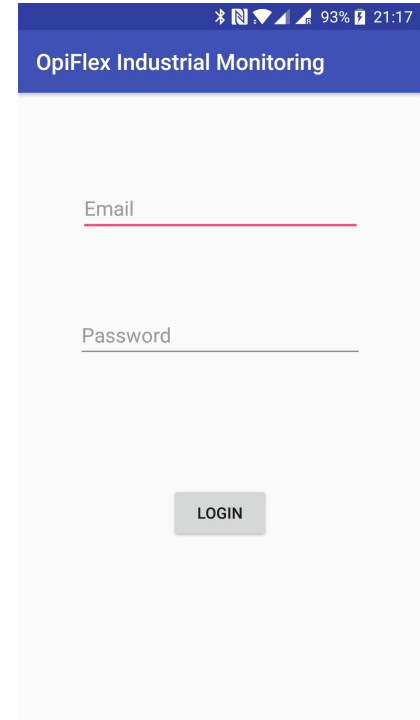 93% 21:17
OpiFlex Industrial Monitoring
Email
Password
LOGIN